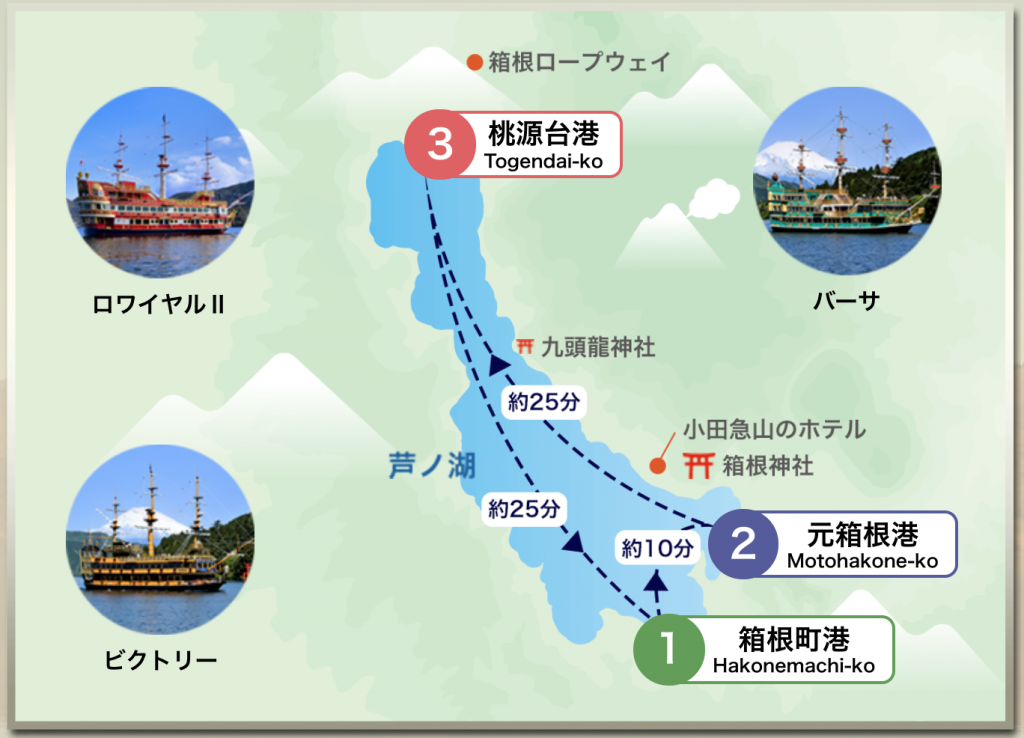 箱根ロープウェイ
3
桃源台港
Togendai-ko
ロワイヤルⅡ
バーサ
九頭龍神社
約25分
小田急山のホテル
箱根神社
芦ノ湖
約25分
約10分
2
元箱根港
Motohakone-ko
1
箱根町港
Hakonemachi-ko
ビクトリー